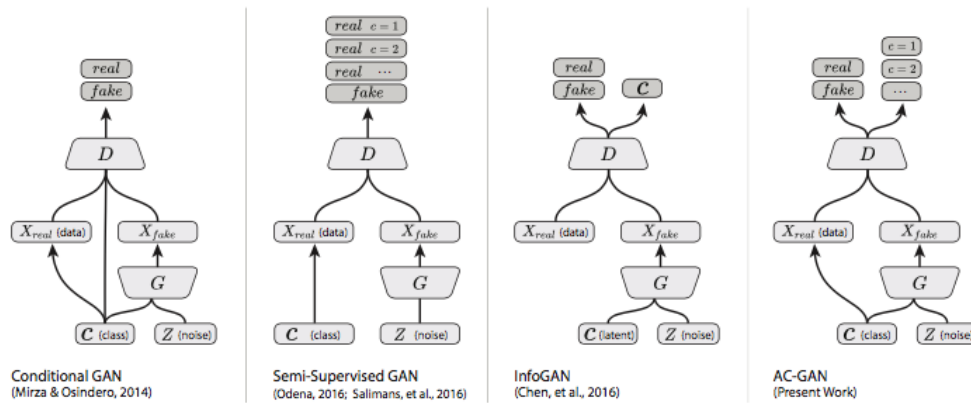 real
fake
D
X_real (data)
X_fake
G
C (class)
Z (noise)
Conditional GAN
(Mirza & Osindero, 2014)
real c = 1
real c = 2
real ...
fake
D
X_real (data)
X_fake
G
C (class)
Z (noise)
Semi-Supervised GAN
(Odena, 2016; Salimans, et al., 2016)
real
fake
C
D
X_real (data)
X_fake
G
C (latent)
Z (noise)
InfoGAN
(Chen, et al., 2016)
real
fake
c = 1
c = 2
...
D
X_real (data)
X_fake
G
C (class)
Z (noise)
AC-GAN
(Present Work)